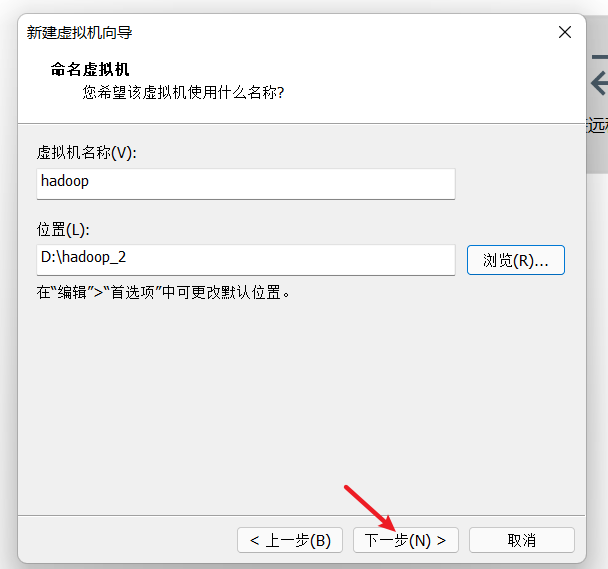 新建虚拟机向导
命名虚拟机
您希望该虚拟机使用什么名称?
远程
虚拟机名称(V):
hadoop
位置(L):
D:\hadoop_2
浏览(R)...
在“编辑”>“首选项”中可更改默认位置。
< 上一步(B)
下一步(N) >
取消